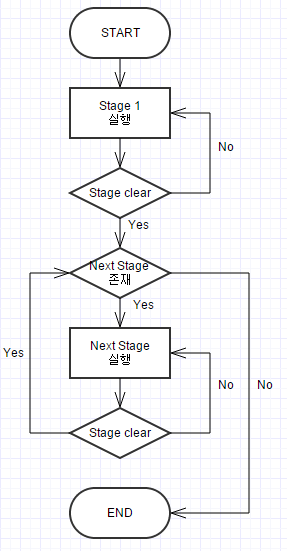 START
Stage 1
실행
No
Stage clear
Yes
Next Stage
존재
Yes
Next Stage
실행
Yes
No
No
Stage clear
END